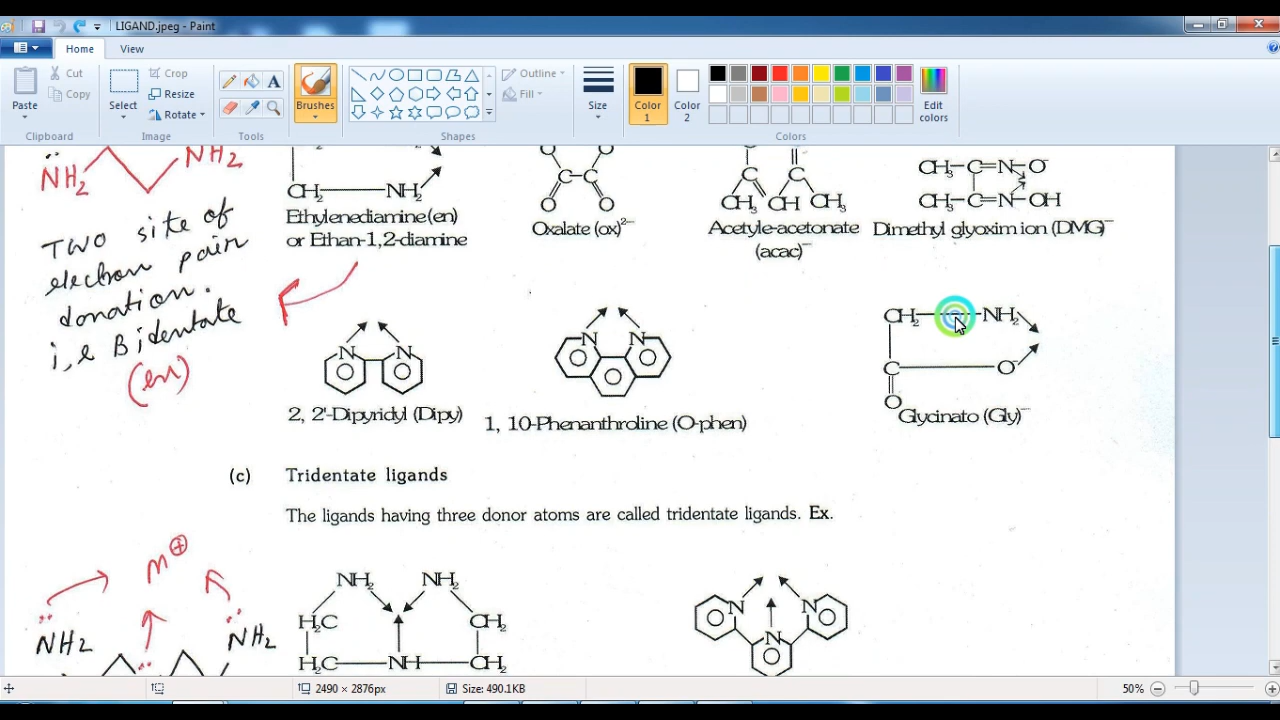 LIGAND.jpeg - Paint
Home View
Paste
Cut
Copy
Select
Crop
Resize
Rotate
Brushes
Outline
Fill
Size
Color 1
Color 2
Edit colors
Clipboard
Image
Tools
Shapes
Colors
NH2 NH2
CH2 NH2
Ethylenediamine (en)
or Ethan-1,2-diamine
C C
O O
Oxalate (ox)2–
C C
CH3 CH CH3
Acetyle-acetonate
(acac)–
CH3–C=N→O–
CH3–C=N–OH
Dimethyl glyoxim ion (DMG)–
Two site of
electron pair
donation.
i,e Bidentate
(en)
N N
2, 2'-Dipyridyl (Dipy)
N N
1, 10-Phenanthroline (O-phen)
CH2 NH2
C O–
O
Glycinato (Gly)–
(c) Tridentate ligands
The ligands having three donor atoms are called tridentate ligands. Ex.
M+
NH2 NH2
NH2 NH2
H2C CH2
H2C NH CH2
N N
N
2490 × 2876px
Size: 490.1KB
50%